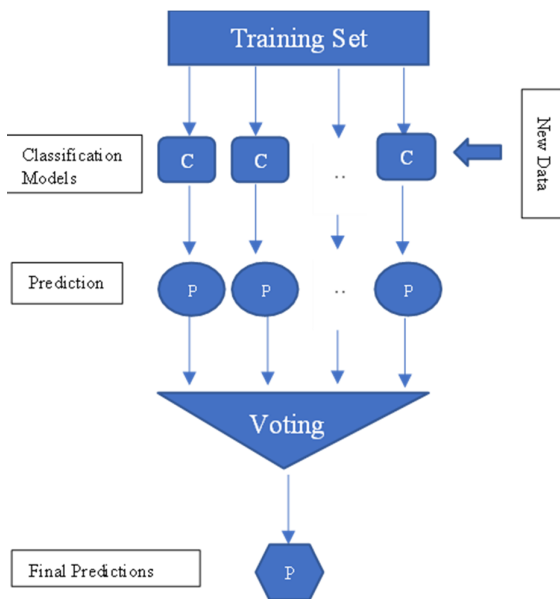 Training Set
Classification
Models
C
C
..
C
New Data
Prediction
P
P
..
P
Voting
Final Predictions
P